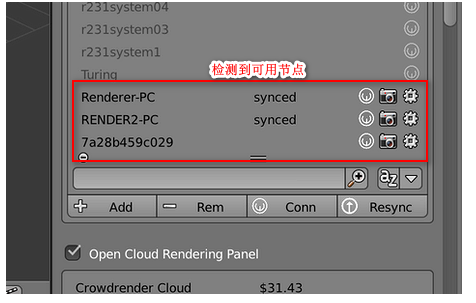 r231system04
r231system03
r231system1
Turing
检测到可用节点
Renderer-PC synced
RENDER2-PC synced
7a28b459c029
az
Add Rem Conn Resync
Open Cloud Rendering Panel
Crowdrender Cloud $31.43